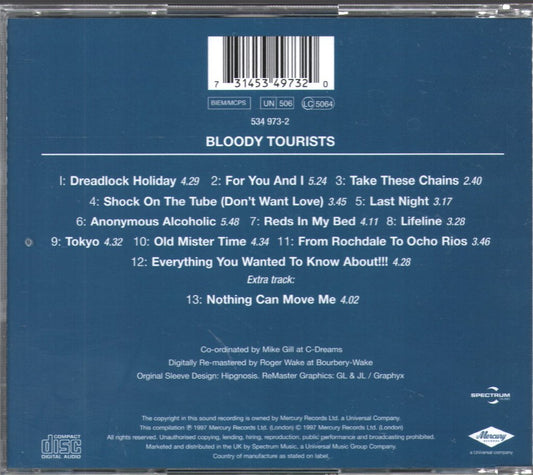 7 31453 49732 0
BIEM/MCPS UN 506 LC 5064
534 973-2
BLOODY TOURISTS
1: Dreadlock Holiday 4.29 2: For You And I 5.24 3: Take These Chains 2.40
4: Shock On The Tube (Don't Want Love) 3.45 5: Last Night 3.17
6: Anonymous Alcoholic 5.48 7: Reds In My Bed 4.11 8: Lifeline 3.28
9: Tokyo 4.32 10: Old Mister Time 4.34 11: From Rochdale To Ocho Rios 3.46
12: Everything You Wanted To Know About!!! 4.28
Extra track:
13: Nothing Can Move Me 4.02
Co-ordinated by Mike Gill at C-Dreams
Digitally Re-mastered by Roger Wake at Bourbery-Wake
Orginal Sleeve Design: Hipgnosis. ReMaster Graphics: GL & JL / Graphyx
SPECTRUM
The copyright in this sound recording is owned by Mercury Records Ltd. a Universal Company.
This compilation ℗ 1997 Mercury Records Ltd. (London) © 1997 Mercury Records Ltd. (London)
All rights reserved. Unauthorised copying, lending, hiring, reproduction, public performance and broadcasting prohibited.
Marketed and distributed in the UK by Spectrum Music. a Universal Music Group Company.
Country of manufacture as stated on label.
COMPACT
disc
DIGITAL AUDIO
Mercury
RECORDS
a Universal company